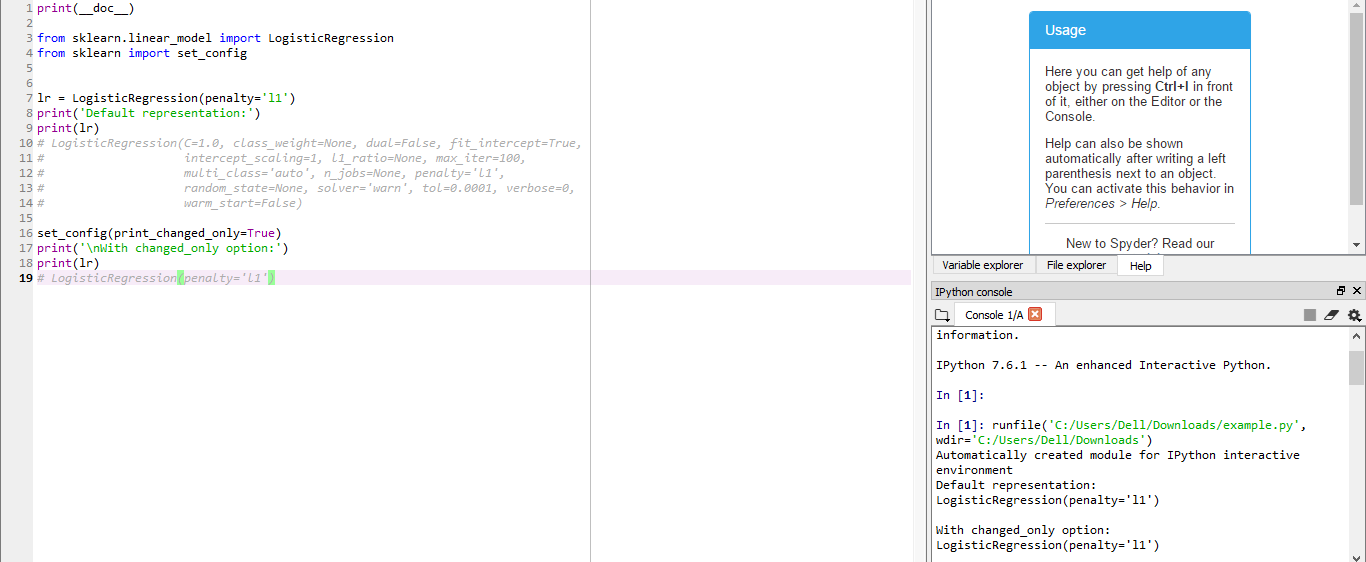 1 print(__doc__)
2
3 from sklearn.linear_model import LogisticRegression
4 from sklearn import set_config
5
6
7 lr = LogisticRegression(penalty='l1')
8 print('Default representation:')
9 print(lr)
10 # LogisticRegression(C=1.0, class_weight=None, dual=False, fit_intercept=True,
11 #                    intercept_scaling=1, l1_ratio=None, max_iter=100,
12 #                    multi_class='auto', n_jobs=None, penalty='l1',
13 #                    random_state=None, solver='warn', tol=0.0001, verbose=0,
14 #                    warm_start=False)
15
16 set_config(print_changed_only=True)
17 print('\nWith changed_only option:')
18 print(lr)
19 # LogisticRegression(penalty='l1')
Usage
Here you can get help of any
object by pressing Ctrl+I in front
of it, either on the Editor or the
Console.
Help can also be shown
automatically after writing a left
parenthesis next to an object.
You can activate this behavior in
Preferences > Help.
New to Spyder? Read our
Variable explorer File explorer Help
IPython console
Console 1/A
information.
IPython 7.6.1 -- An enhanced Interactive Python.
In [1]:
In [1]: runfile('C:/Users/Dell/Downloads/example.py',
wdir='C:/Users/Dell/Downloads')
Automatically created module for IPython interactive
environment
Default representation:
LogisticRegression(penalty='l1')
With changed_only option:
LogisticRegression(penalty='l1')